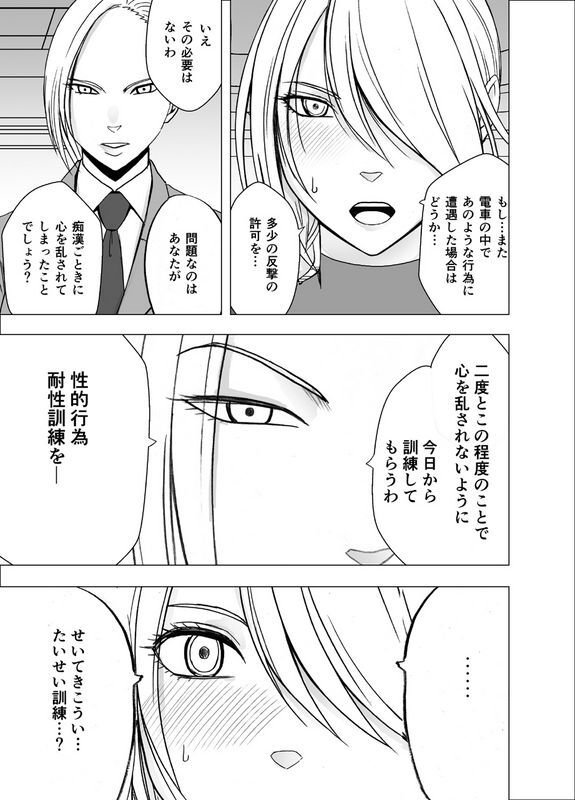 もし…また
電車の中で
あのような行為に
遭遇した場合は
どうか…
多少の反撃の
許可を…
いえ
その必要は
ないわ
問題なのは
あなたが
痴漢ごときに
心を乱されて
しまったこと
でしょう？
二度とこの程度のことで
心を乱されないように
今日から
訓練して
もらうわ
性的行為
耐性訓練を―
……
せいてきこうい…
たいせい訓練…？